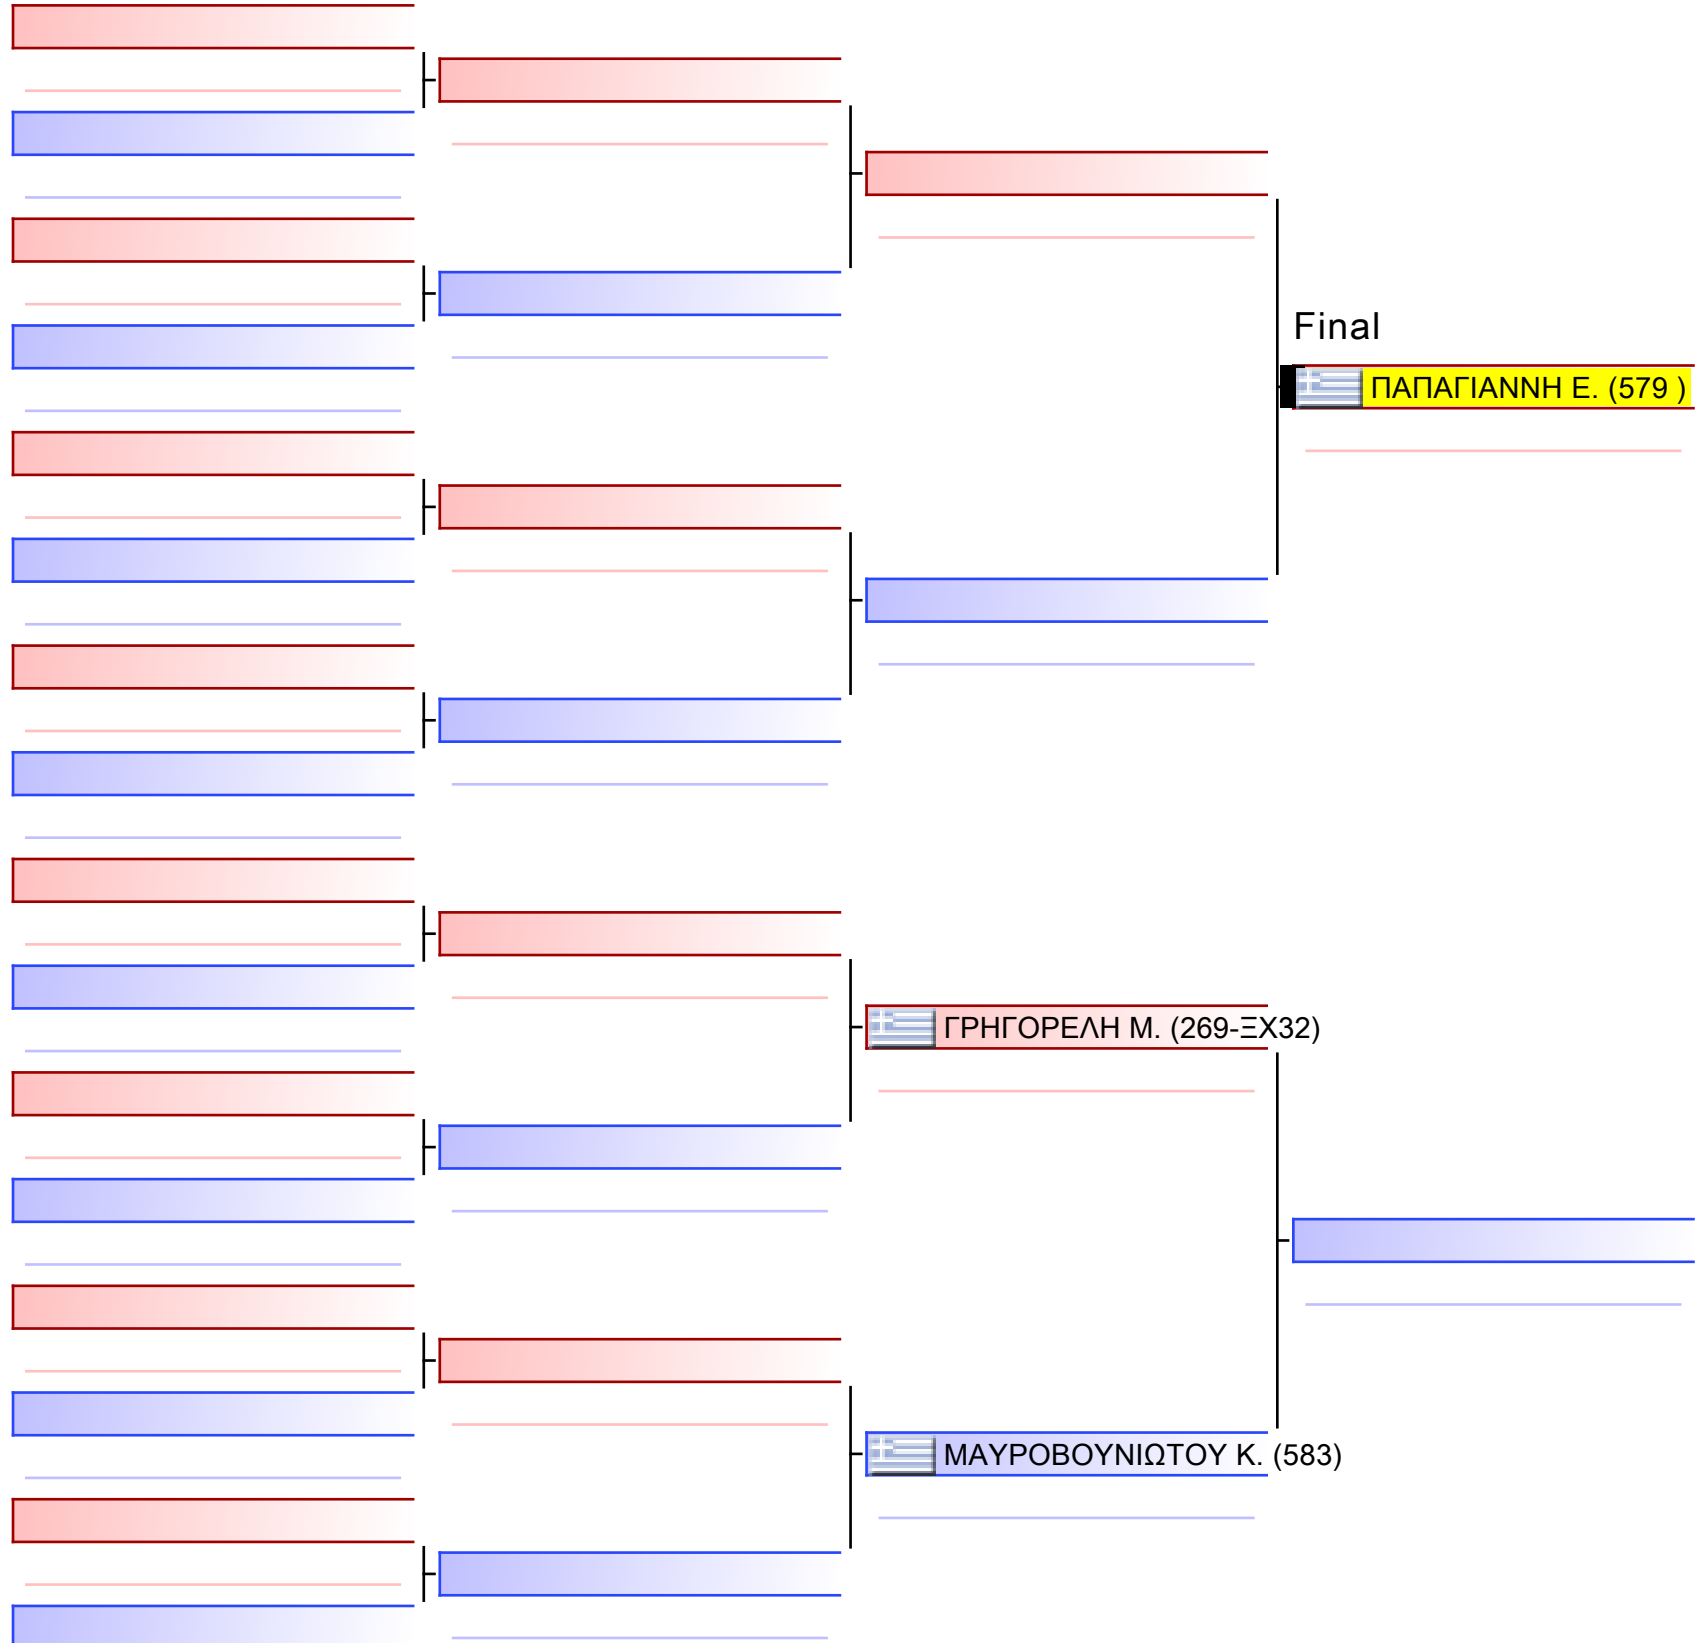 Final
ΠΑΠΑΓΙΑΝΝΗ Ε. (579 )
ΓΡΗΓΟΡΕΛΗ Μ. (269-ΞΧ32)
ΜΑΥΡΟΒΟΥΝΙΩΤΟΥ Κ. (583)